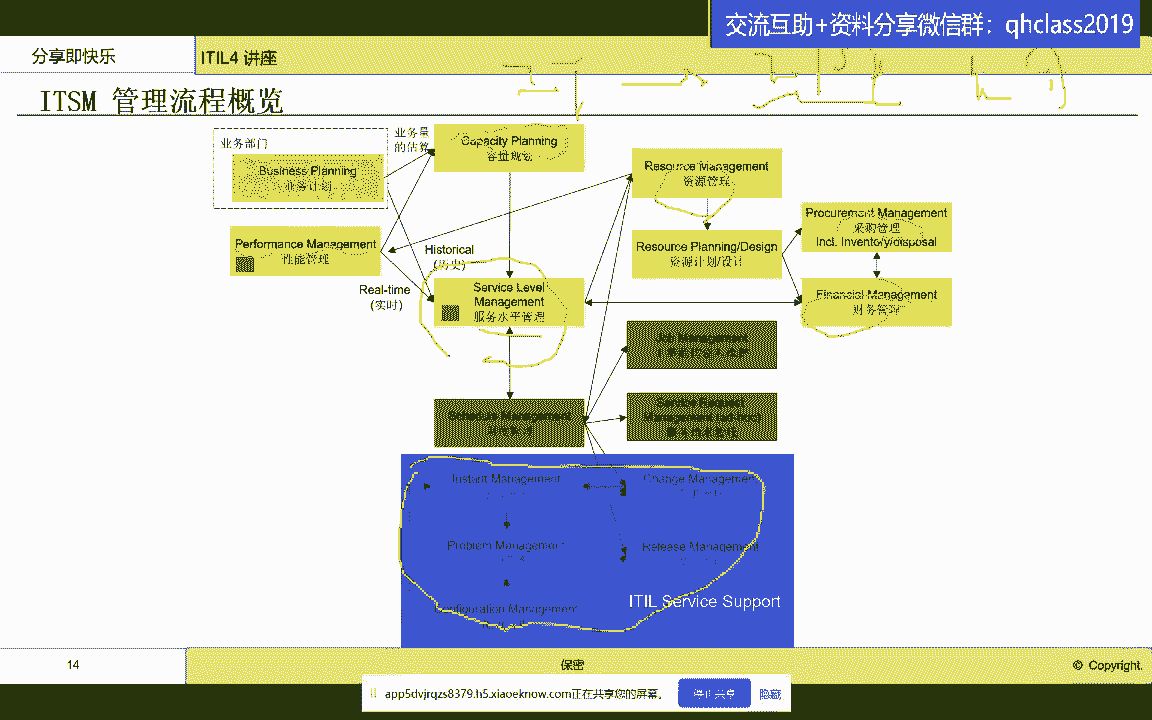 交流互助+资料分享微信群：qhclass2019
分享即快乐
ITIL4 讲座
ITSM 管理流程概览
业务部门
Business Planning
业务计划
业务量
的估算
Capacity Planning
容量规划
Performance Management
性能管理
Historical
(历史)
Real-time
(实时)
Service Level
Management
服务水平管理
Resource Management
资源管理
Resource Planning/Design
资源计划/设计
Procurement Management
采购管理
Incl. Inventory/disposal
Financial Management
财务管理
Job Management
Schedule Management
Service Request
Instant Management
Change Management
Problem Management
Release Management
Configuration Management
ITIL Service Support
14
保密
© Copyright.
app5dvjrqzs8379.h5.xiaoeknow.com正在共享您的屏幕。
停止共享
隐藏